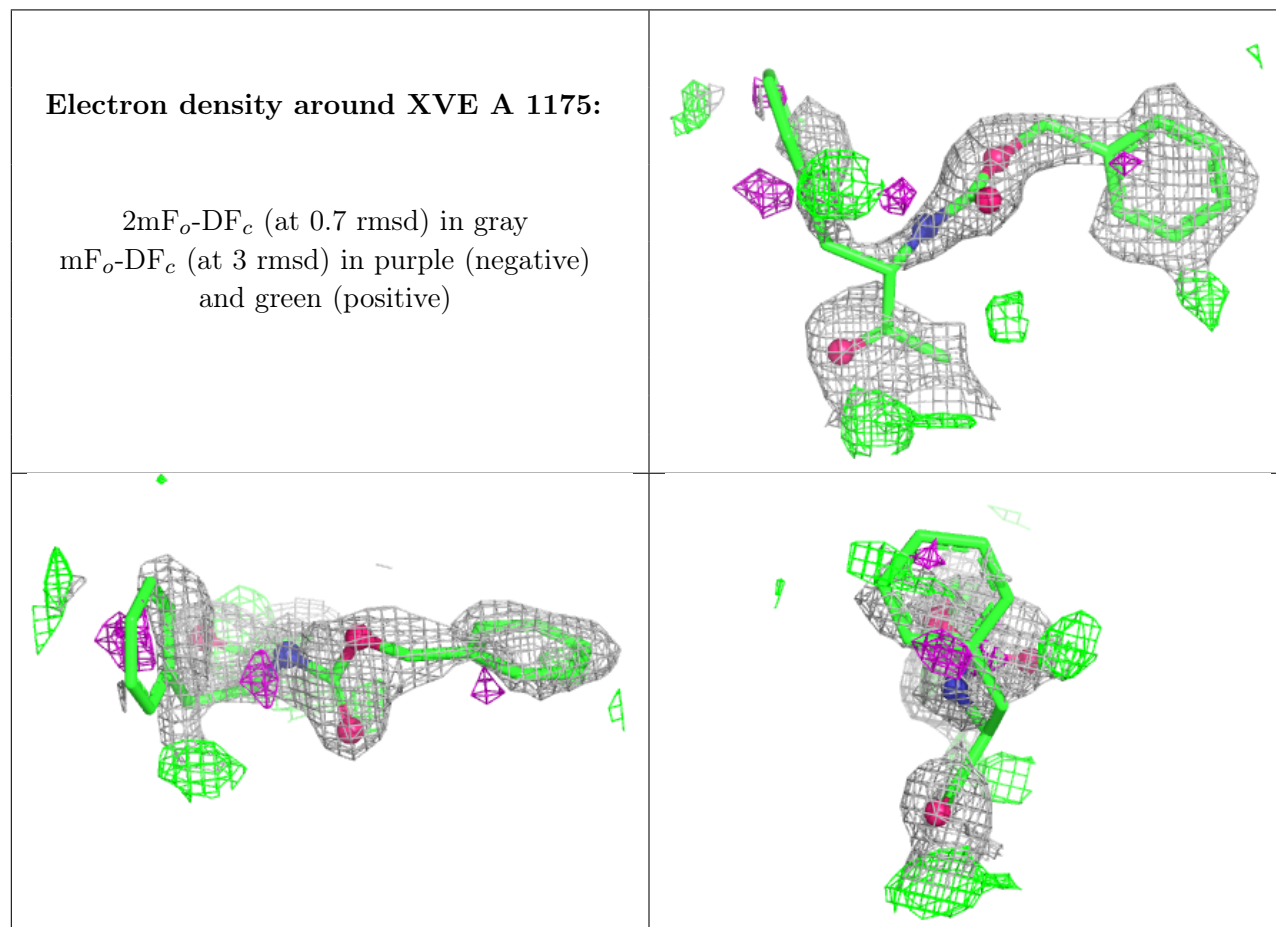 Electron density around XVE A 1175:
2mFo-DFc (at 0.7 rmsd) in gray
mFo-DFc (at 3 rmsd) in purple (negative)
and green (positive)